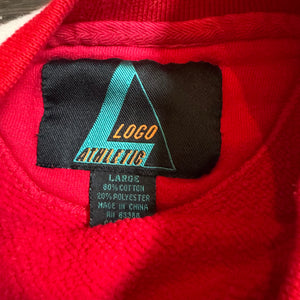 LOGO
ATHLETIC
LARGE
80% COTTON
20% POLYESTER
MADE IN CHINA